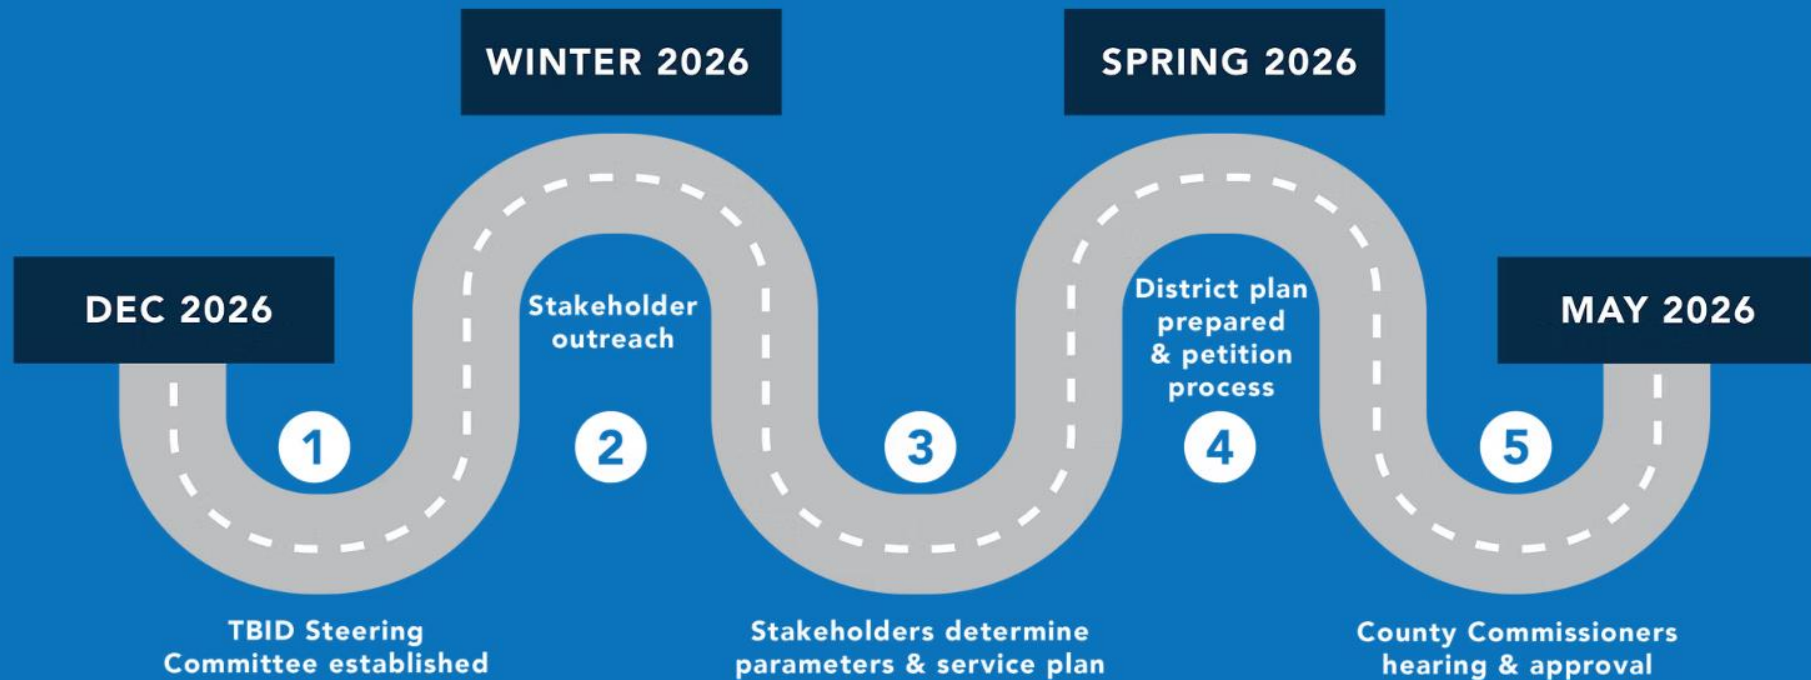 WINTER 2026
SPRING 2026
DEC 2026
MAY 2026
1
TBID Steering
Committee established
Stakeholder
outreach
2
3
Stakeholders determine
parameters & service plan
District plan
prepared
& petition
process
4
5
County Commissioners
hearing & approval